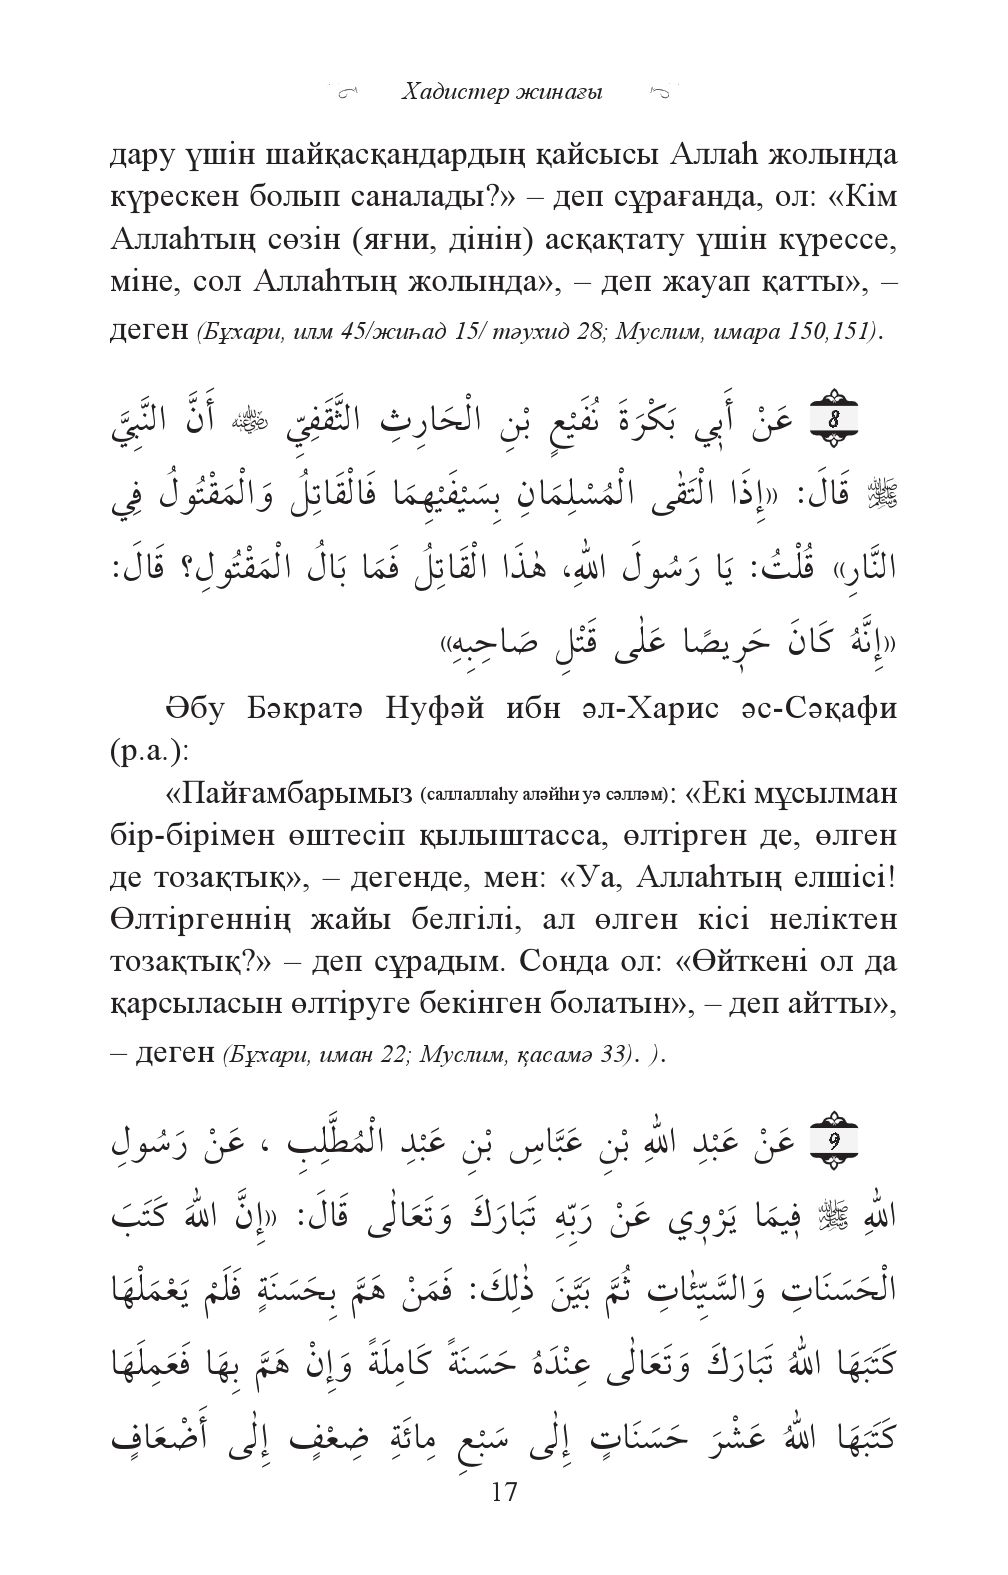 Хадистер жинағы
дару үшін шайқасқандардың қайсысы Аллаһ жолында
күрескен болып саналады?» – деп сұрағанда, ол: «Кім
Аллаһтың сөзін (яғни, дінін) асқақтату үшін күрессе,
міне, сол Аллаһтың жолында», – деп жауап қатты», –
деген (Бұхари, илм 45/жиһад 15/ тәухид 28; Муслим, имара 150,151).
8 عَنْ أَبِي بَكْرَةَ نُفَيْعٍ بْنِ الْحَارِثِ الثَّقَفِيِّ ﷺ أَنَّ النَّبِيَّ
ﷺ قَالَ: «إِذَا الْتَقٰى الْمُسْلِمَانِ بِسَيْفَيْهِمَا فَالْقَاتِلُ وَالْمَقْتُولُ فِي
النَّارِ» قُلْتُ: يَا رَسُولَ اللهِ، هٰذَا الْقَاتِلُ فَمَا بَالُ الْمَقْتُولِ؟ قَالَ:
«إِنَّهُ كَانَ حَرِيصًا عَلٰى قَتْلِ صَاحِبِهِ»
Әбу Бәкратә Нуфәй ибн әл-Харис әс-Сәқафи
(р.а.):
«Пайғамбарымыз (саллаллаһу аләйһи уә сәлләм): «Екі мұсылман
бір-бірімен өштесіп қылыштасса, өлтірген де, өлген
де тозақтық», – дегенде, мен: «Уа, Аллаһтың елшісі!
Өлтіргеннің жайы белгілі, ал өлген кісі неліктен
тозақтық?» – деп сұрадым. Сонда ол: «Өйткені ол да
қарсыласын өлтіруге бекінген болатын», – деп айтты»,
– деген (Бұхари, иман 22; Муслим, қасамә 33). ).
9 عَنْ عَبْدِ اللهِ بْنِ عَبَّاسِ بْنِ عَبْدِ الْمُطَّلِبِ ، عَنْ رَسُولِ
اللهِ ﷺ فِيمَا يَرْوِي عَنْ رَبِّهِ تَبَارَكَ وَتَعَالٰى قَالَ: «إِنَّ اللهَ كَتَبَ
الْحَسَنَاتِ وَالسَّيِّئٰاتِ ثُمَّ بَيَّنَ ذٰلِكَ: فَمَنْ هَمَّ بِحَسَنَةٍ فَلَمْ يَعْمَلْهَا
كَتَبَهَا اللهُ تَبَارَكَ وَتَعَالٰى عِنْدَهُ حَسَنَةً كَامِلَةً وَإِنْ هَمَّ بِهَا فَعَمِلَهَا
كَتَبَهَا اللهُ عَشْرَ حَسَنَاتٍ إِلٰى سَبْعِ مِائَةِ ضِعْفٍ إِلٰى أَضْعَافٍ
17